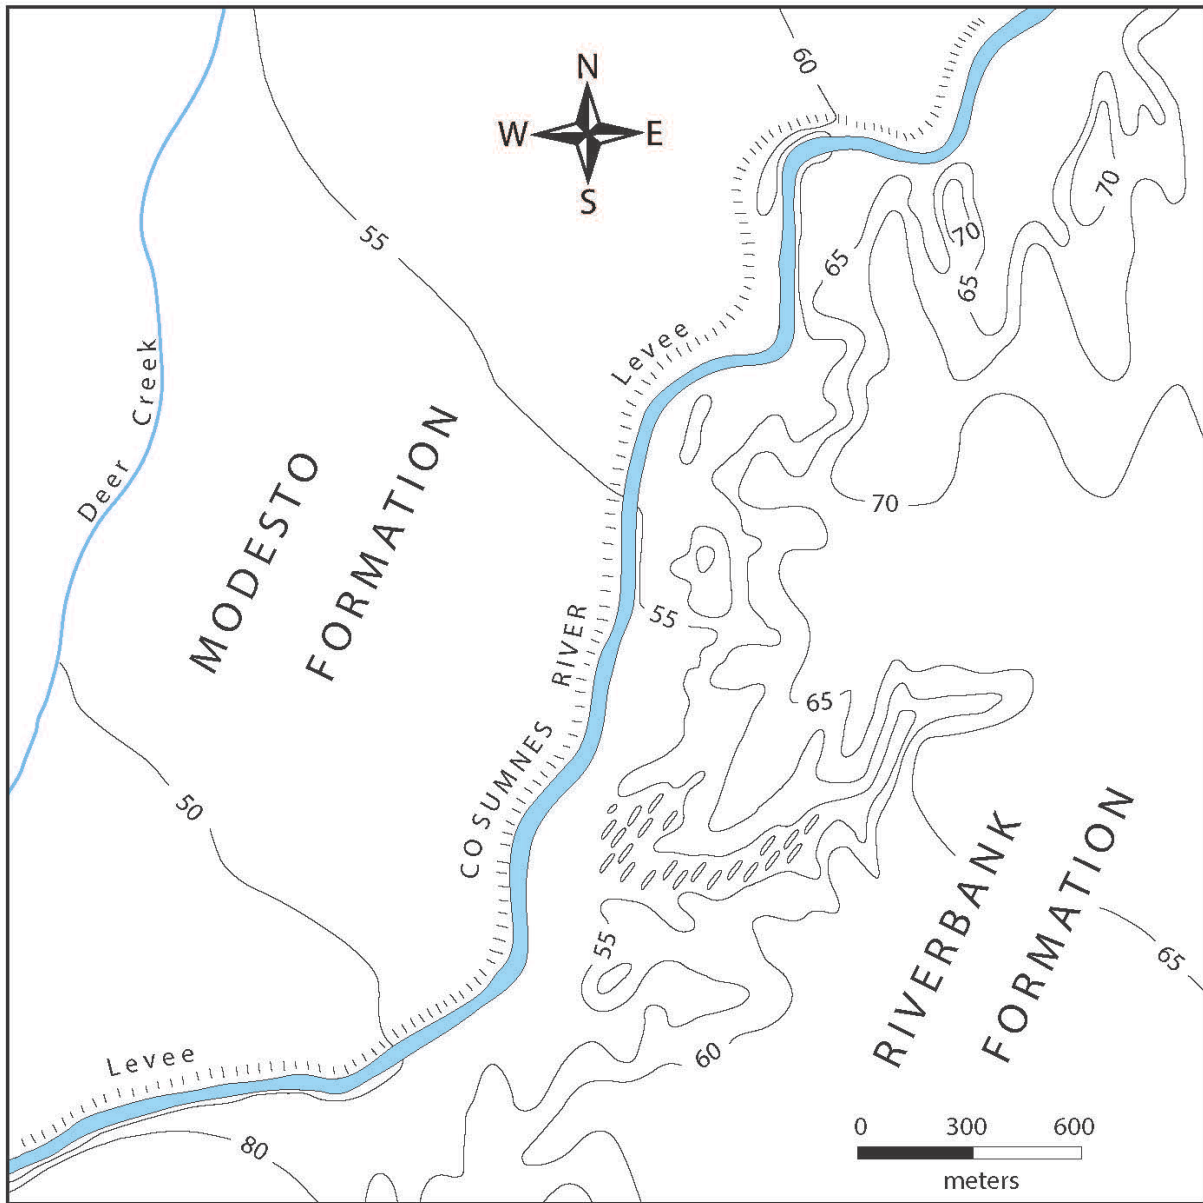 N
W E
S
60
55
70
70
65
65
Levee
Deer Creek
MODESTO
FORMATION
70
55
COSUMNES RIVER
65
50
RIVERBANK
FORMATION
55
65
60
Levee
80
0 300 600
meters